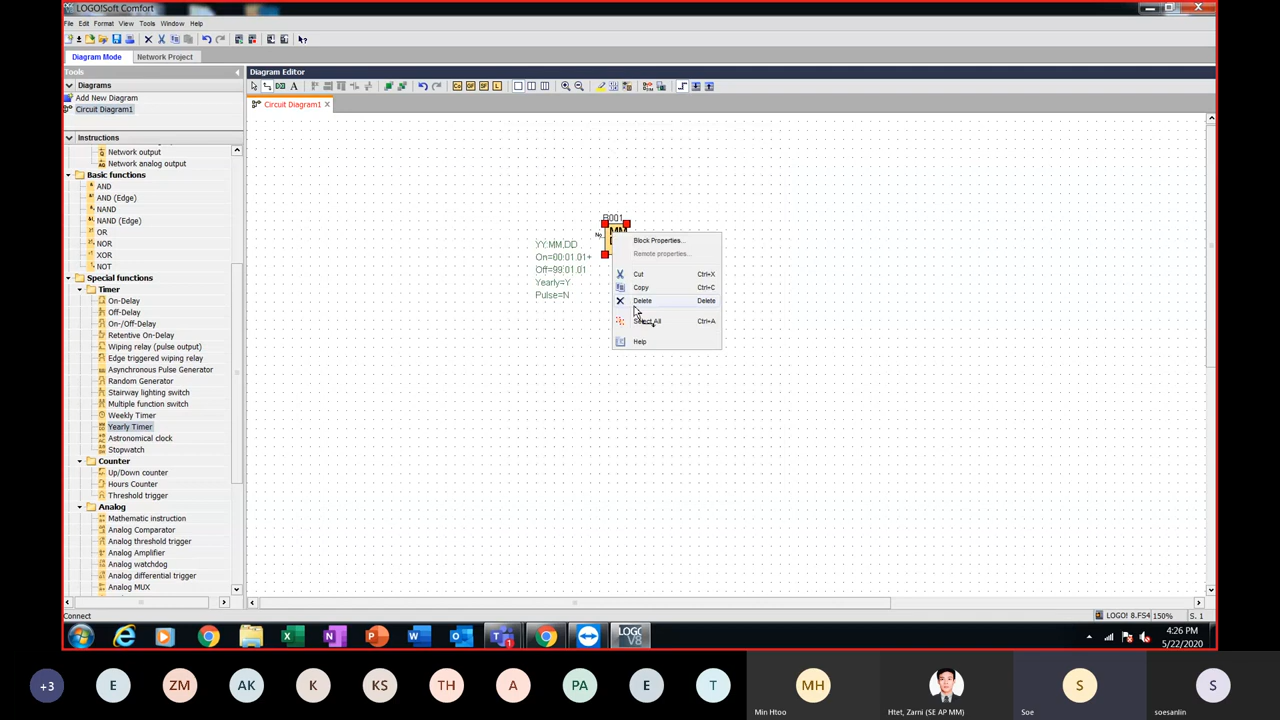 LOGO!Soft Comfort
File Edit Format View Tools Window Help
Diagram Mode Network Project
Tools
Diagram Editor
Diagrams
Add New Diagram
Circuit Diagram1
Circuit Diagram1
Instructions
Network output
Network analog output
Basic functions
AND
AND (Edge)
NAND
NAND (Edge)
OR
NOR
XOR
NOT
Special functions
Timer
On-Delay
Off-Delay
On-/Off-Delay
Retentive On-Delay
Wiping relay (pulse output)
Edge triggered wiping relay
Asynchronous Pulse Generator
Random Generator
Stairway lighting switch
Multiple function switch
Weekly Timer
Yearly Timer
Astronomical clock
Stopwatch
Counter
Up/Down counter
Hours Counter
Threshold trigger
Analog
Mathematic instruction
Analog Comparator
Analog threshold trigger
Analog Amplifier
Analog watchdog
Analog differential trigger
Analog MUX
B001
No
MM
YY:MM.DD
On=00:01.01+
Off=99:01.01
Yearly=Y
Pulse=N
Block Properties...
Remote properties...
Cut Ctrl+X
Copy Ctrl+C
Delete Delete
Select All Ctrl+A
Help
Connect
LOGO! 8.FS4 150% S. 1
4:26 PM
5/22/2020
+3 E ZM AK K KS TH A PA E T MH S S
Min Htoo Htet, Zarni (SE AP MM) Soe soesanlin